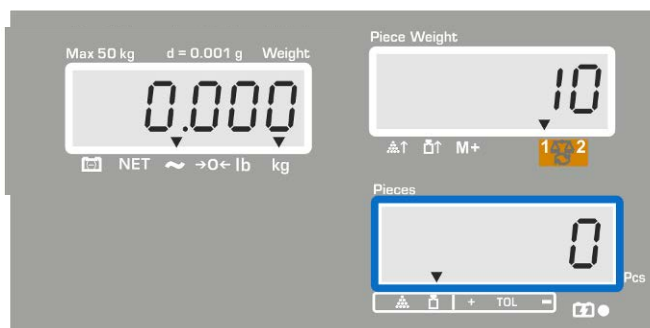 Max 50 kg d = 0.001 g Weight
0.000
NET →0← lb kg
Piece Weight
10
M+
1 2
Pieces
0
Pcs
+ TOL −